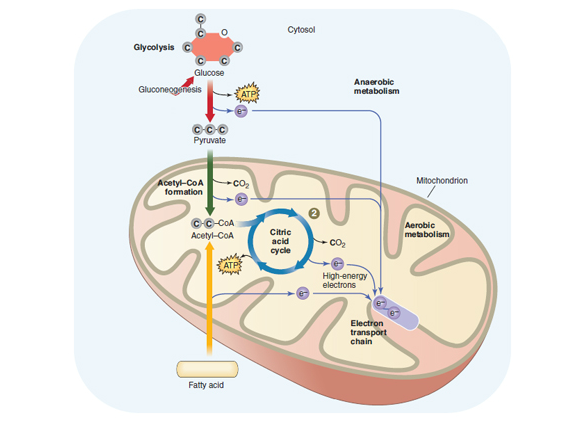 C
C
O
Cytosol
Glycolysis
C
C
C
C
Glucose
Gluconeogenesis
ATP
Anaerobic
metabolism
e–
C C C
Pyruvate
Mitochondrion
Acetyl–CoA
formation
CO2
e–
2
C C–CoA
Acetyl–CoA
Citric
acid
cycle
Aerobic
metabolism
CO2
ATP
e–
High-energy
electrons
e–
e–
e–
Electron
transport
chain
Fatty acid